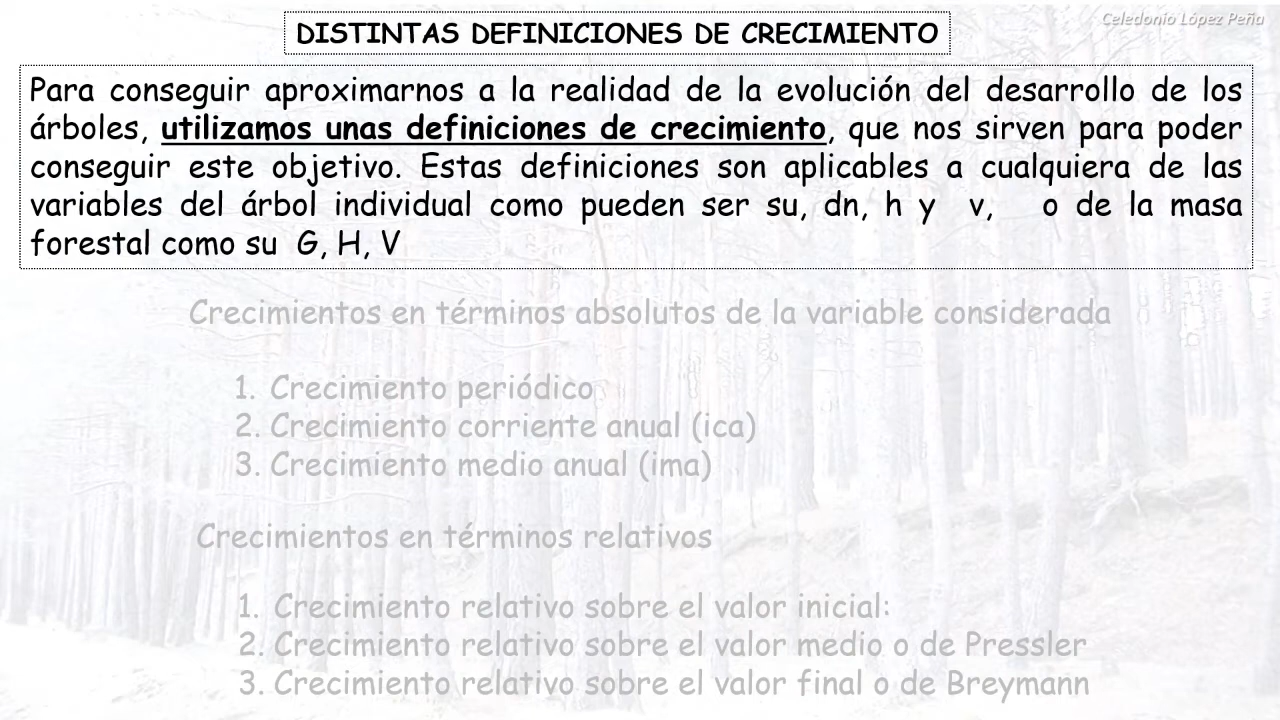 Celedonio López Peña
DISTINTAS DEFINICIONES DE CRECIMIENTO
Para conseguir aproximarnos a la realidad de la evolución del desarrollo de los
árboles, utilizamos unas definiciones de crecimiento, que nos sirven para poder
conseguir este objetivo. Estas definiciones son aplicables a cualquiera de las
variables del árbol individual como pueden ser su, dn, h y v, o de la masa
forestal como su G, H, V
Crecimientos en términos absolutos de la variable considerada
1. Crecimiento periódico
2. Crecimiento corriente anual (ica)
3. Crecimiento medio anual (ima)
Crecimientos en términos relativos
1. Crecimiento relativo sobre el valor inicial:
2. Crecimiento relativo sobre el valor medio o de Pressler
3. Crecimiento relativo sobre el valor final o de Breymann